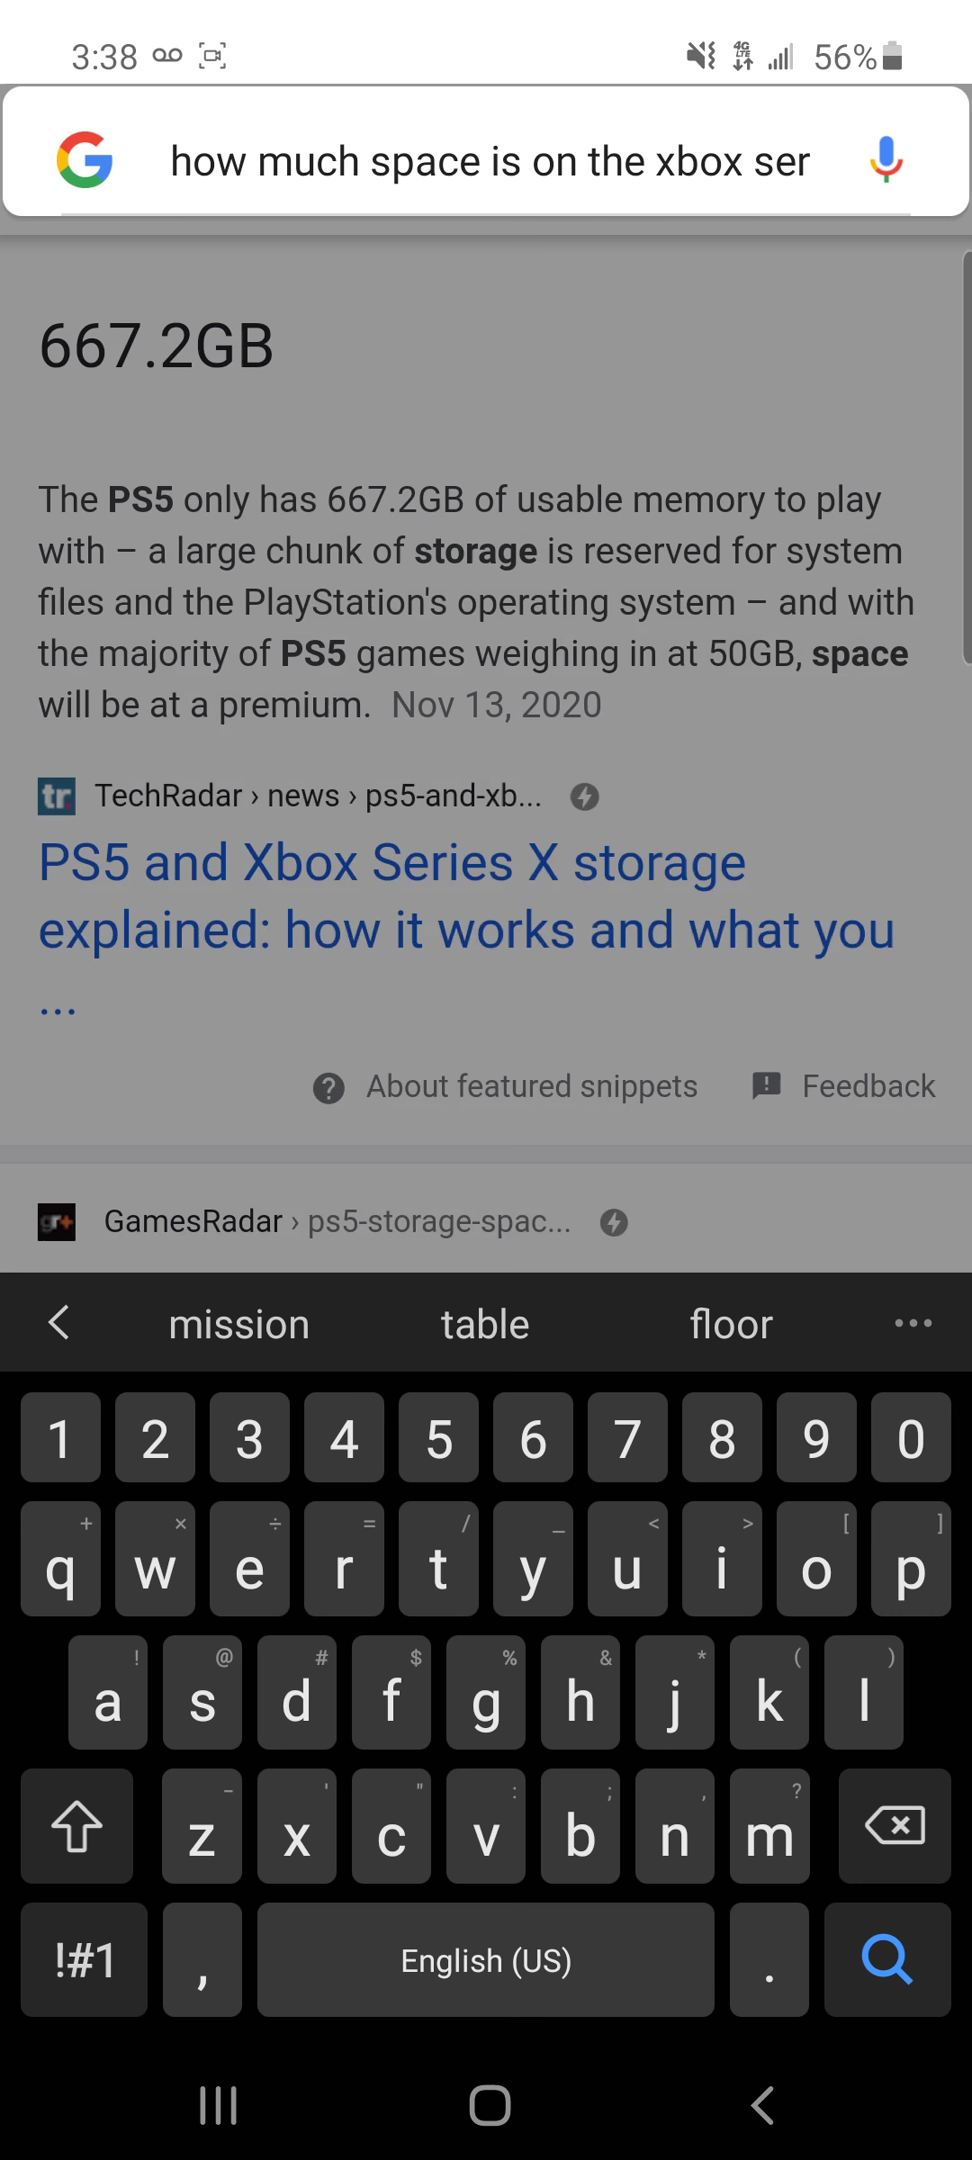 3:38 56%
how much space is on the xbox ser
667.2GB
The PS5 only has 667.2GB of usable memory to play
with – a large chunk of storage is reserved for system
files and the PlayStation's operating system – and with
the majority of PS5 games weighing in at 50GB, space
will be at a premium. Nov 13, 2020
tr. TechRadar › news › ps5-and-xb...
PS5 and Xbox Series X storage
explained: how it works and what you
...
About featured snippets Feedback
gr+ GamesRadar › ps5-storage-spac...
mission table floor ...
1 2 3 4 5 6 7 8 9 0
+ × ÷ = / _ < > [ ]
q w e r t y u i o p
! @ # $ % & * ( )
a s d f g h j k l
- ' " : ; , ?
z x c v b n m
!#1 , English (US) .